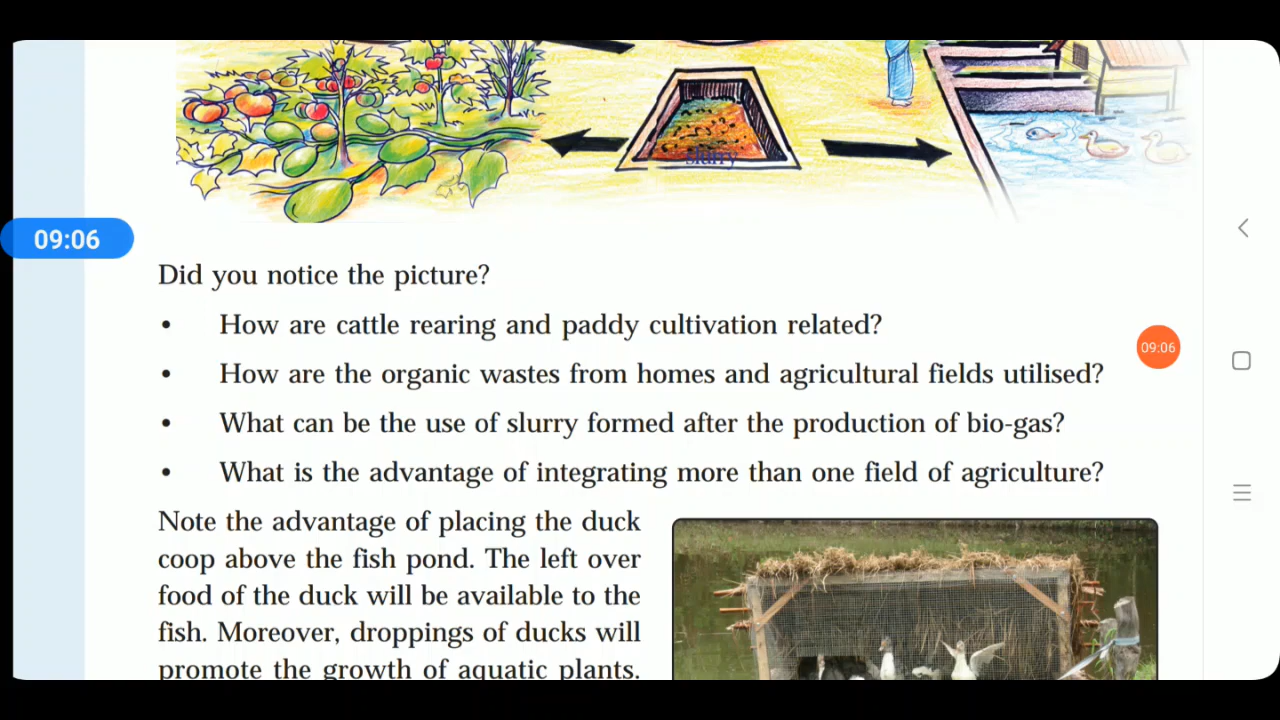 slurry
09:06
Did you notice the picture?
• How are cattle rearing and paddy cultivation related?
09:06
• How are the organic wastes from homes and agricultural fields utilised?
• What can be the use of slurry formed after the production of bio-gas?
• What is the advantage of integrating more than one field of agriculture?
Note the advantage of placing the duck
coop above the fish pond. The left over
food of the duck will be available to the
fish. Moreover, droppings of ducks will
promote the growth of aquatic plants.